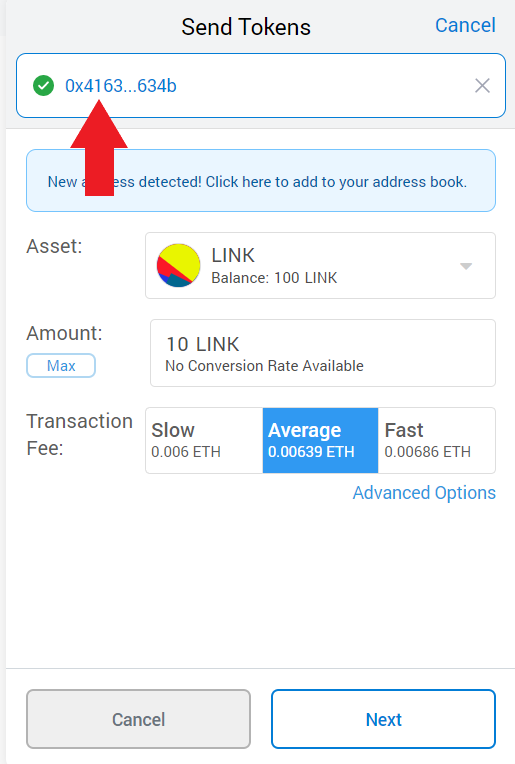 Send Tokens
Cancel
0x4163...634b
New address detected! Click here to add to your address book.
Asset:
LINK
Balance: 100 LINK
Amount:
Max
10 LINK
No Conversion Rate Available
Transaction
Fee:
Slow
0.006 ETH
Average
0.00639 ETH
Fast
0.00686 ETH
Advanced Options
Cancel
Next